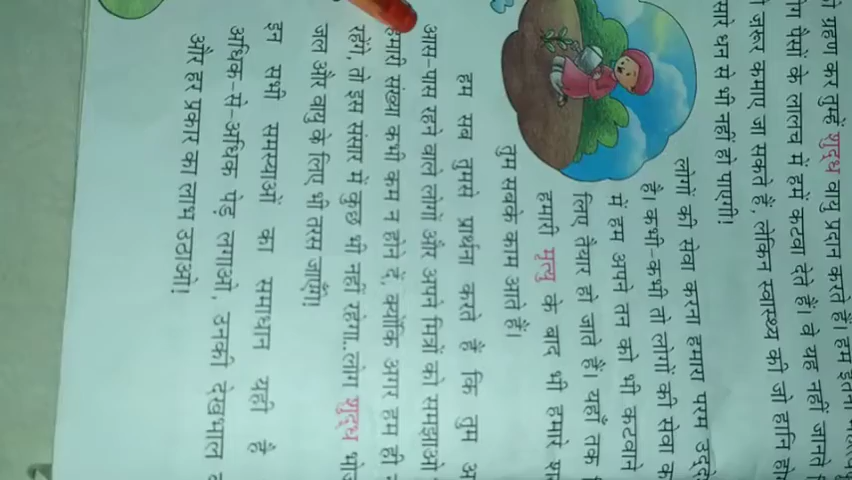 ग्रहण कर तुम्हें शुद्ध वायु प्रदान करते हैं। हम इतना
पैसों के लालच में हमें कटवा देते हैं। वे यह नहीं जानते
ज़रूर कमाए जा सकते हैं, लेकिन स्वास्थ्य की जो हानि
सारे धन से भी नहीं हो पाएगी!
लोगों की सेवा करना हमारा परम
है। कभी-कभी तो लोगों की सेवा
में हम अपने तन को भी कटवाने
लिए तैयार हो जाते हैं। यहाँ तक
हमारी मृत्यु के बाद भी हमारे
तुम सबके काम आते हैं।
हम सब तुमसे प्रार्थना करते हैं कि तुम
आस-पास रहने वाले लोगों और अपने मित्रों को समझाओ
हमारी संख्या कभी कम न होने दें, क्योंकि अगर हम ही
रहेंगे, तो इस संसार में कुछ भी नहीं रहेगा...लोग शुद्ध
जल और वायु के लिए भी तरस जाएँगे!
इन सभी समस्याओं का समाधान यही है
अधिक-से-अधिक पेड़ लगाओ, उनकी देखभाल
और हर प्रकार का लाभ उठाओ!